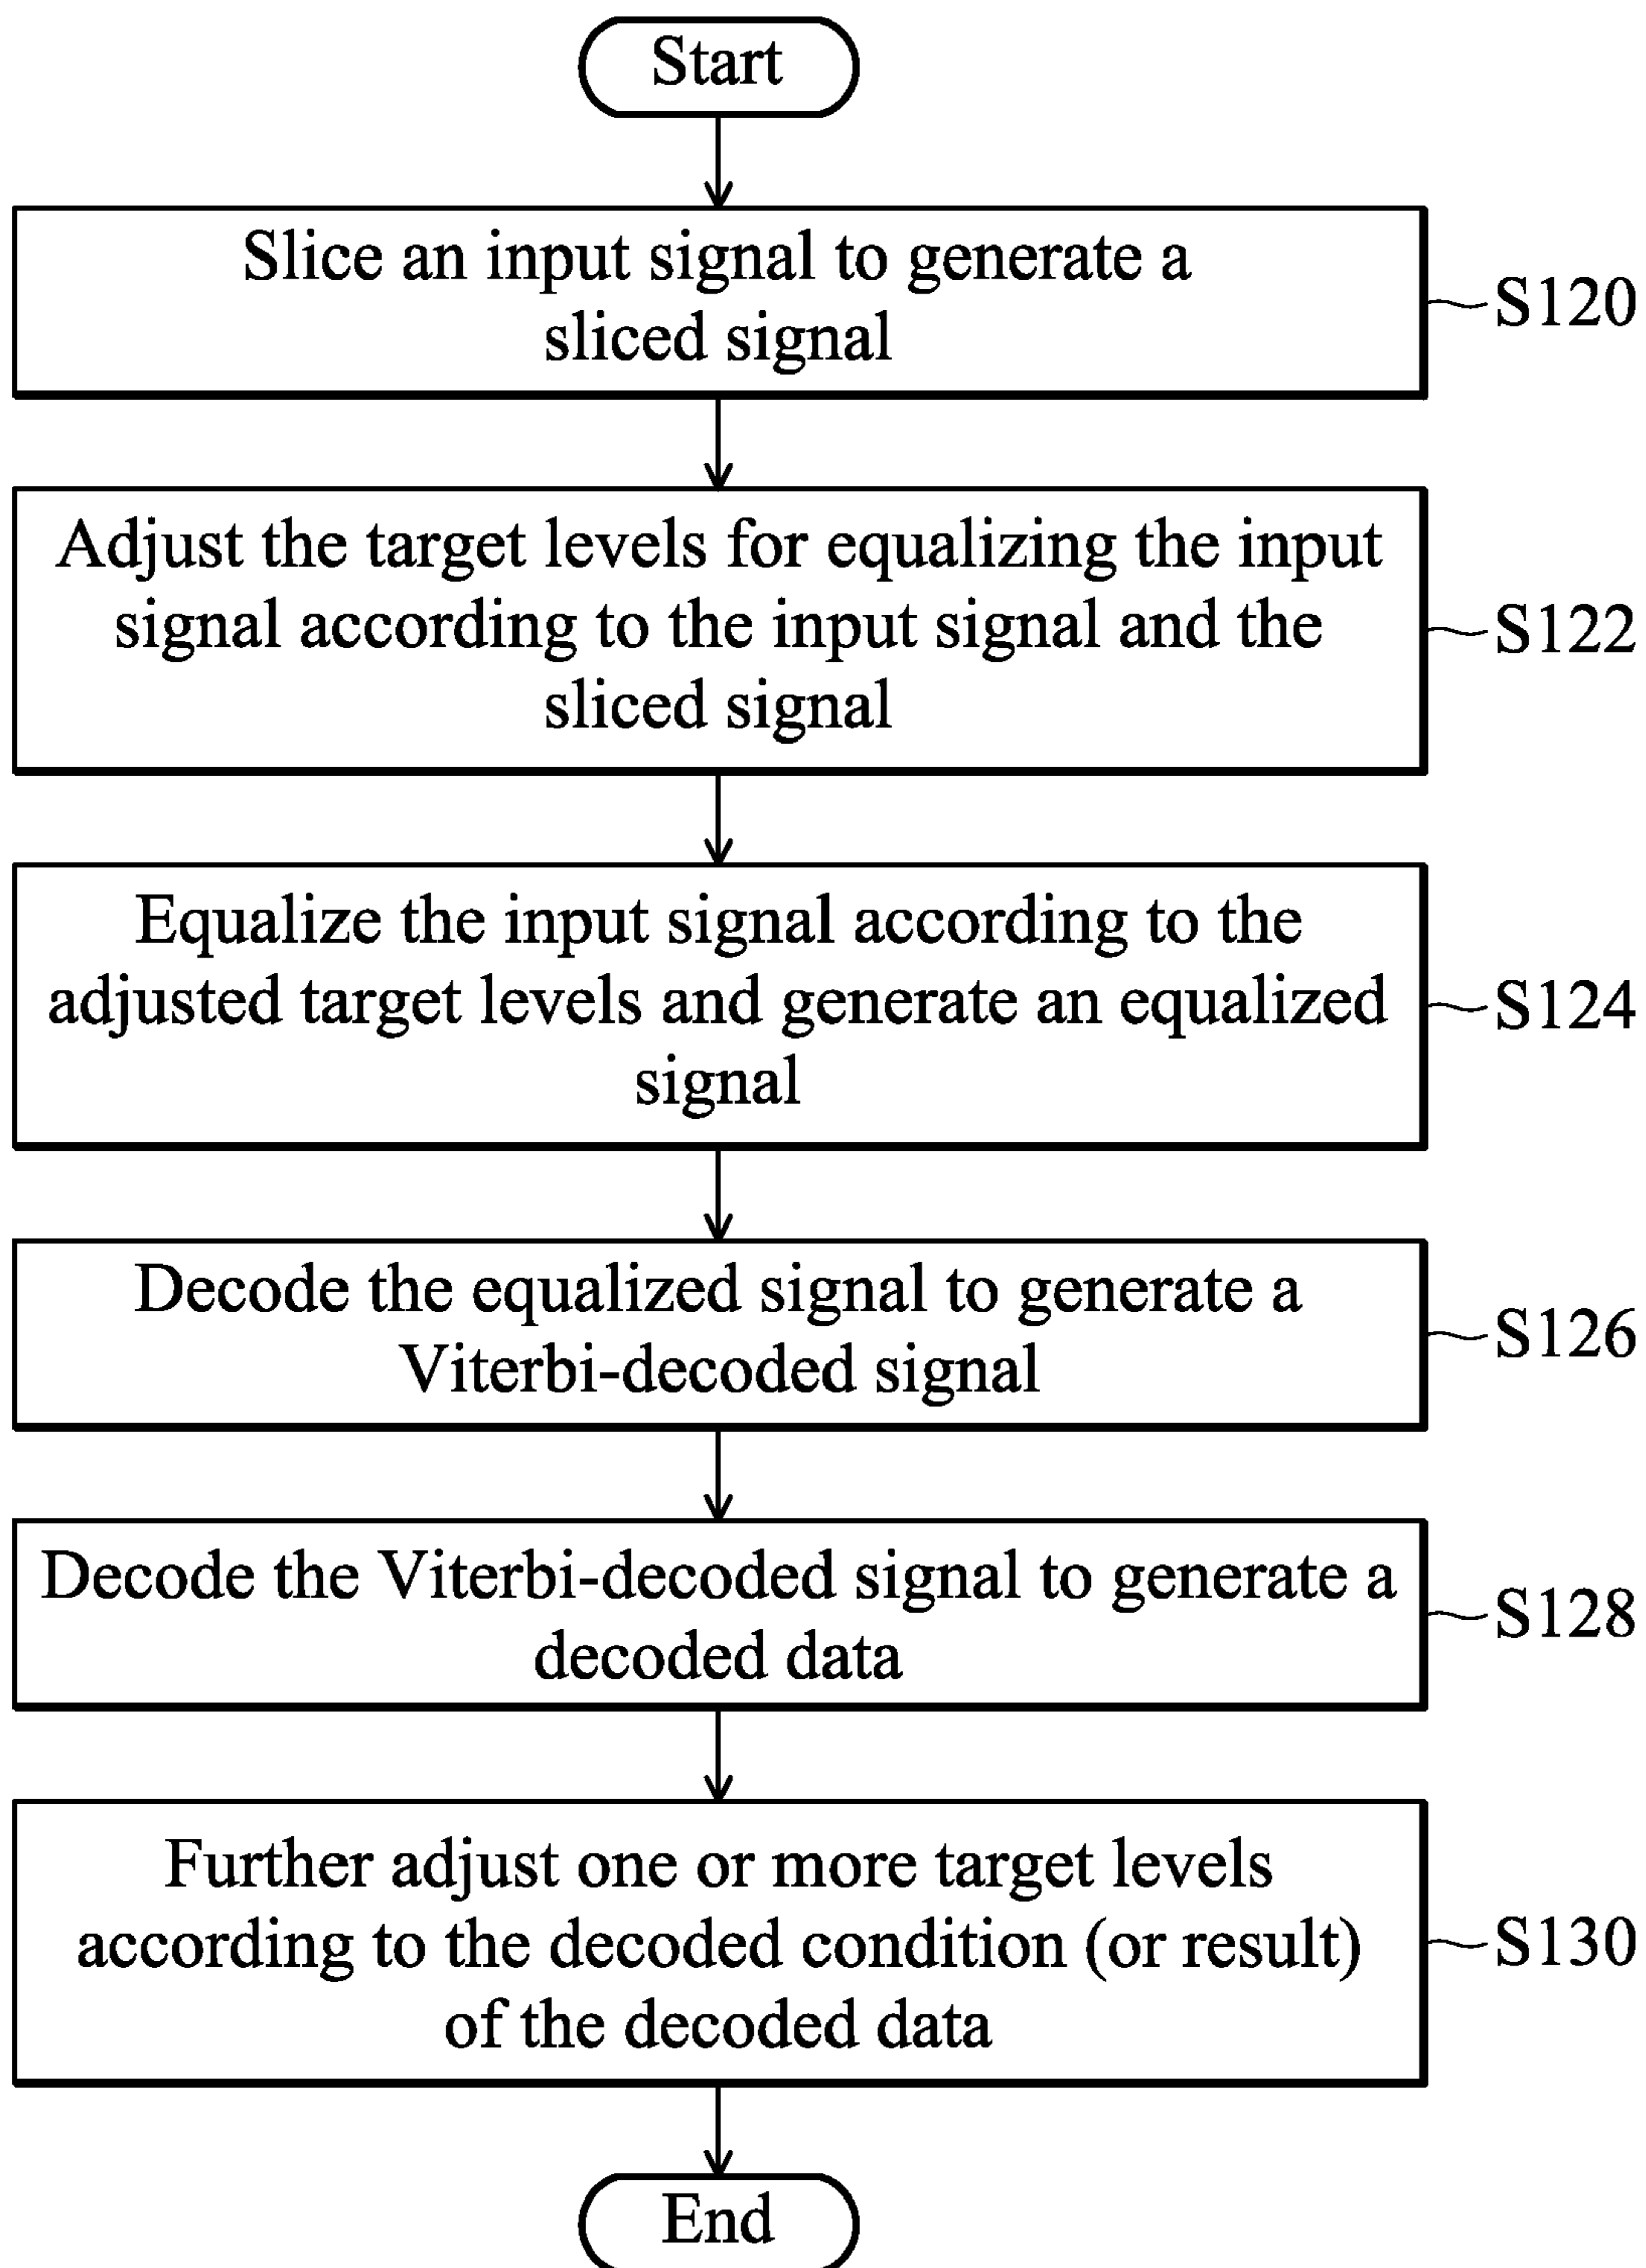 Start
Slice an input signal to generate a
sliced signal
S120
Adjust the target levels for equalizing the input
signal according to the input signal and the
sliced signal
S122
Equalize the input signal according to the
adjusted target levels and generate an equalized
signal
S124
Decode the equalized signal to generate a
Viterbi-decoded signal
S126
Decode the Viterbi-decoded signal to generate a
decoded data
S128
Further adjust one or more target levels
according to the decoded condition (or result)
of the decoded data
S130
End